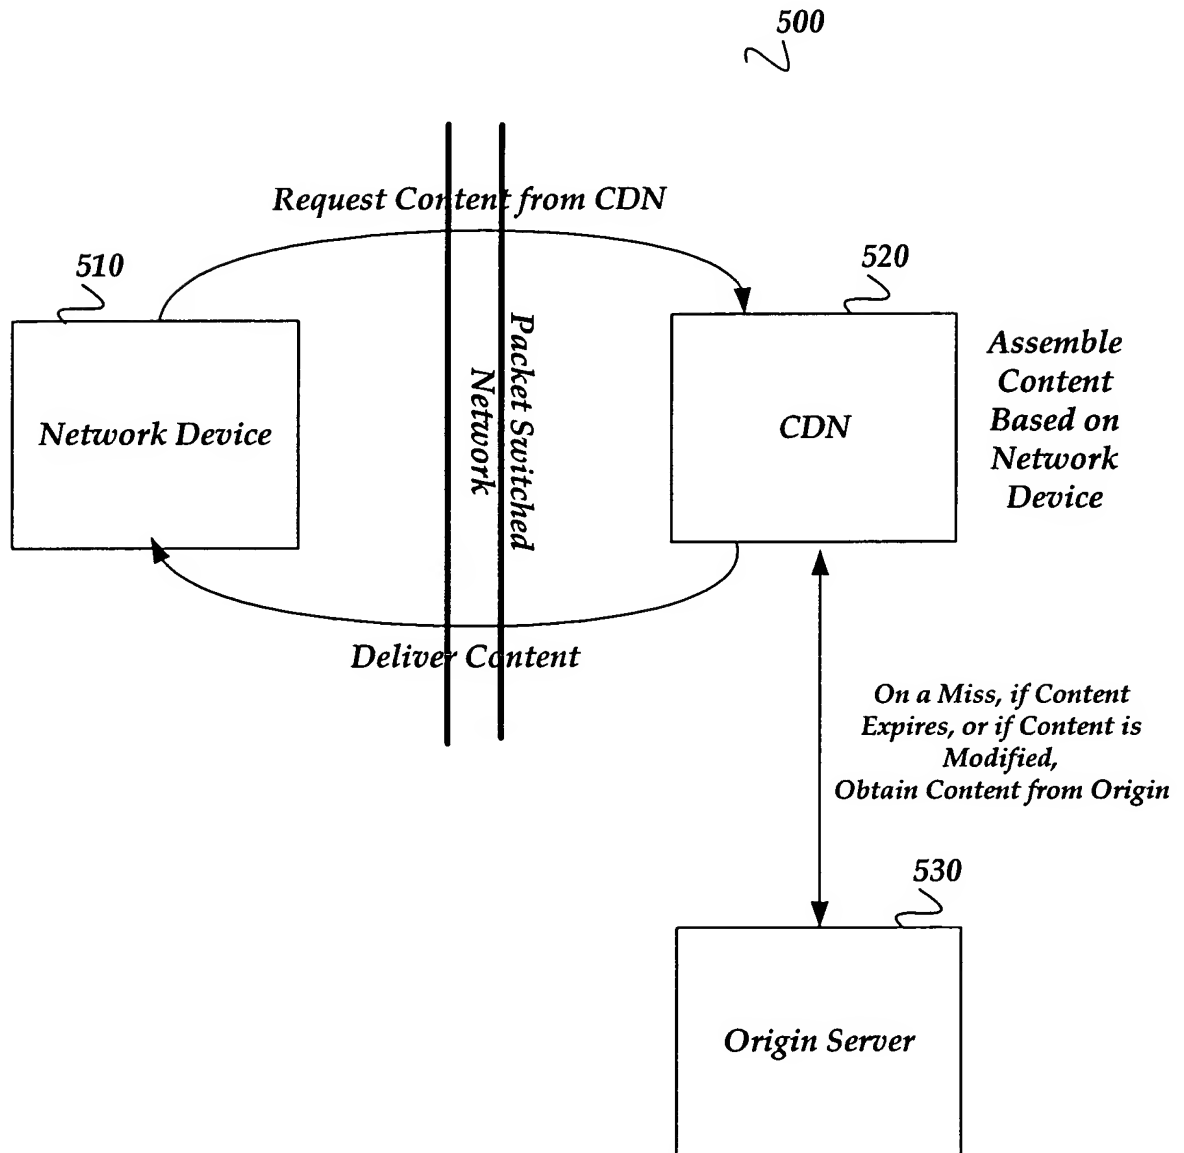 500
Request Content from CDN
510
520
Network Device
Packet Switched
Network
CDN
Assemble
Content
Based on
Network
Device
Deliver Content
On a Miss, if Content
Expires, or if Content is
Modified,
Obtain Content from Origin
530
Origin Server